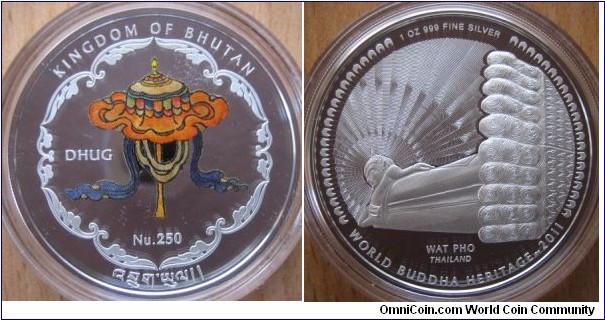 KINGDOM OF BHUTAN
DHUG
Nu.250
འབྲུག་ཡུལ།།
1 OZ 999 FINE SILVER
WAT PHO
THAILAND
WORLD BUDDHA HERITAGE-2011
OmniCoin.com World Coin Community